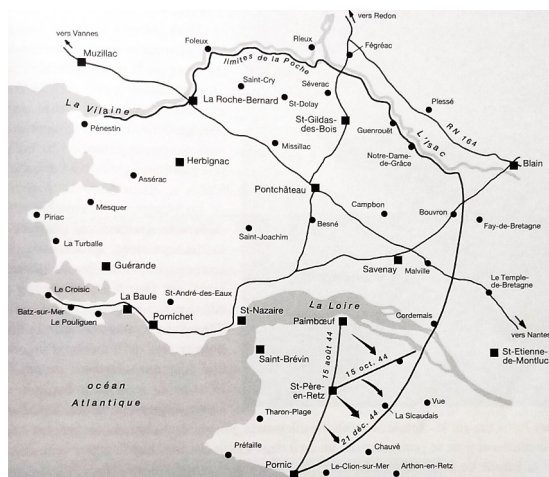 vers Vannes
vers Redon
Muzillac
Foleux
Rieux
Fégréac
limites de la Poche
Saint-Cry
Séverac
La Vilaine
La Roche-Bernard
St-Dolay
Plessé
Pénestin
St-Gildas-
des-Bois
Guenrouët
L'Isac
RN 164
Missillac
Notre-Dame-
de-Grâce
Blain
Herbignac
Assérac
Pontchâteau
Mesquer
Campbon
Bouvron
Piriac
Besné
Fay-de-Bretagne
La Turballe
Saint-Joachim
Guérande
Savenay
Malville
Le Temple-
de-Bretagne
Le Croisic
St-André-des-Eaux
La Baule
St-Nazaire
La Loire
Batz-sur-Mer
Le Pouliguen
Pornichet
Paimbœuf
Cordemais
vers Nantes
15 août 44
15 oct. 44
Saint-Brévin
St-Etienne
de-Montluc
océan
Atlantique
St-Père-
en-Retz
Tharon-Plage
La Sicaudais
Vue
21 déc. 44
Préfaille
Chauvé
Pornic
Le-Clion-sur-Mer
Arthon-en-Retz